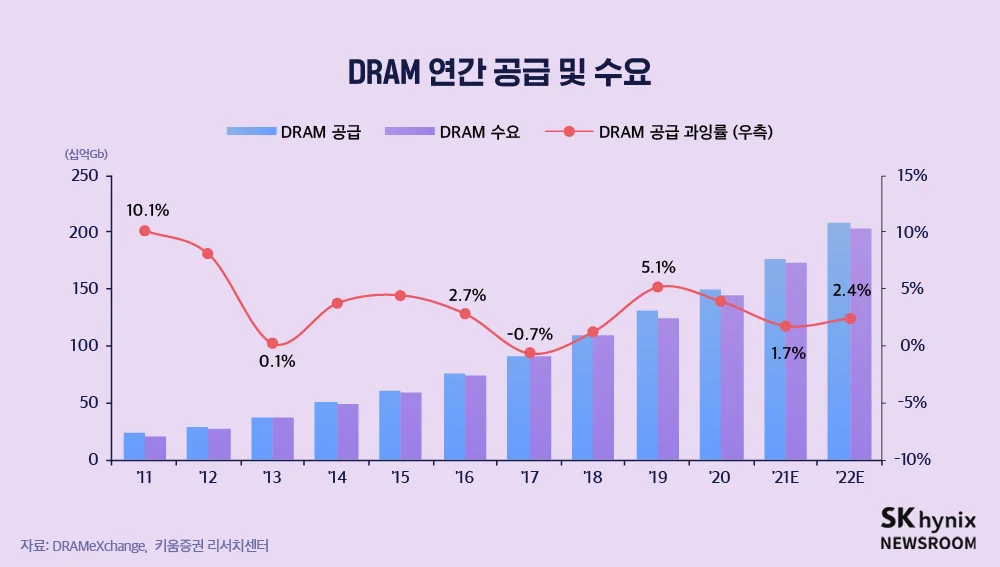 DRAM 연간 공급 및 수요
DRAM 공급 DRAM 수요 DRAM 공급 과잉률 (우측)
(십억Gb)
250 15%
200 10%
150 5%
100 0%
50 -5%
0 -10%
10.1%
0.1%
2.7%
-0.7%
5.1%
1.7%
2.4%
'11 '12 '13 '14 '15 '16 '17 '18 '19 '20 '21E '22E
자료: DRAMeXchange, 키움증권 리서치센터
SK hynix
NEWSROOM